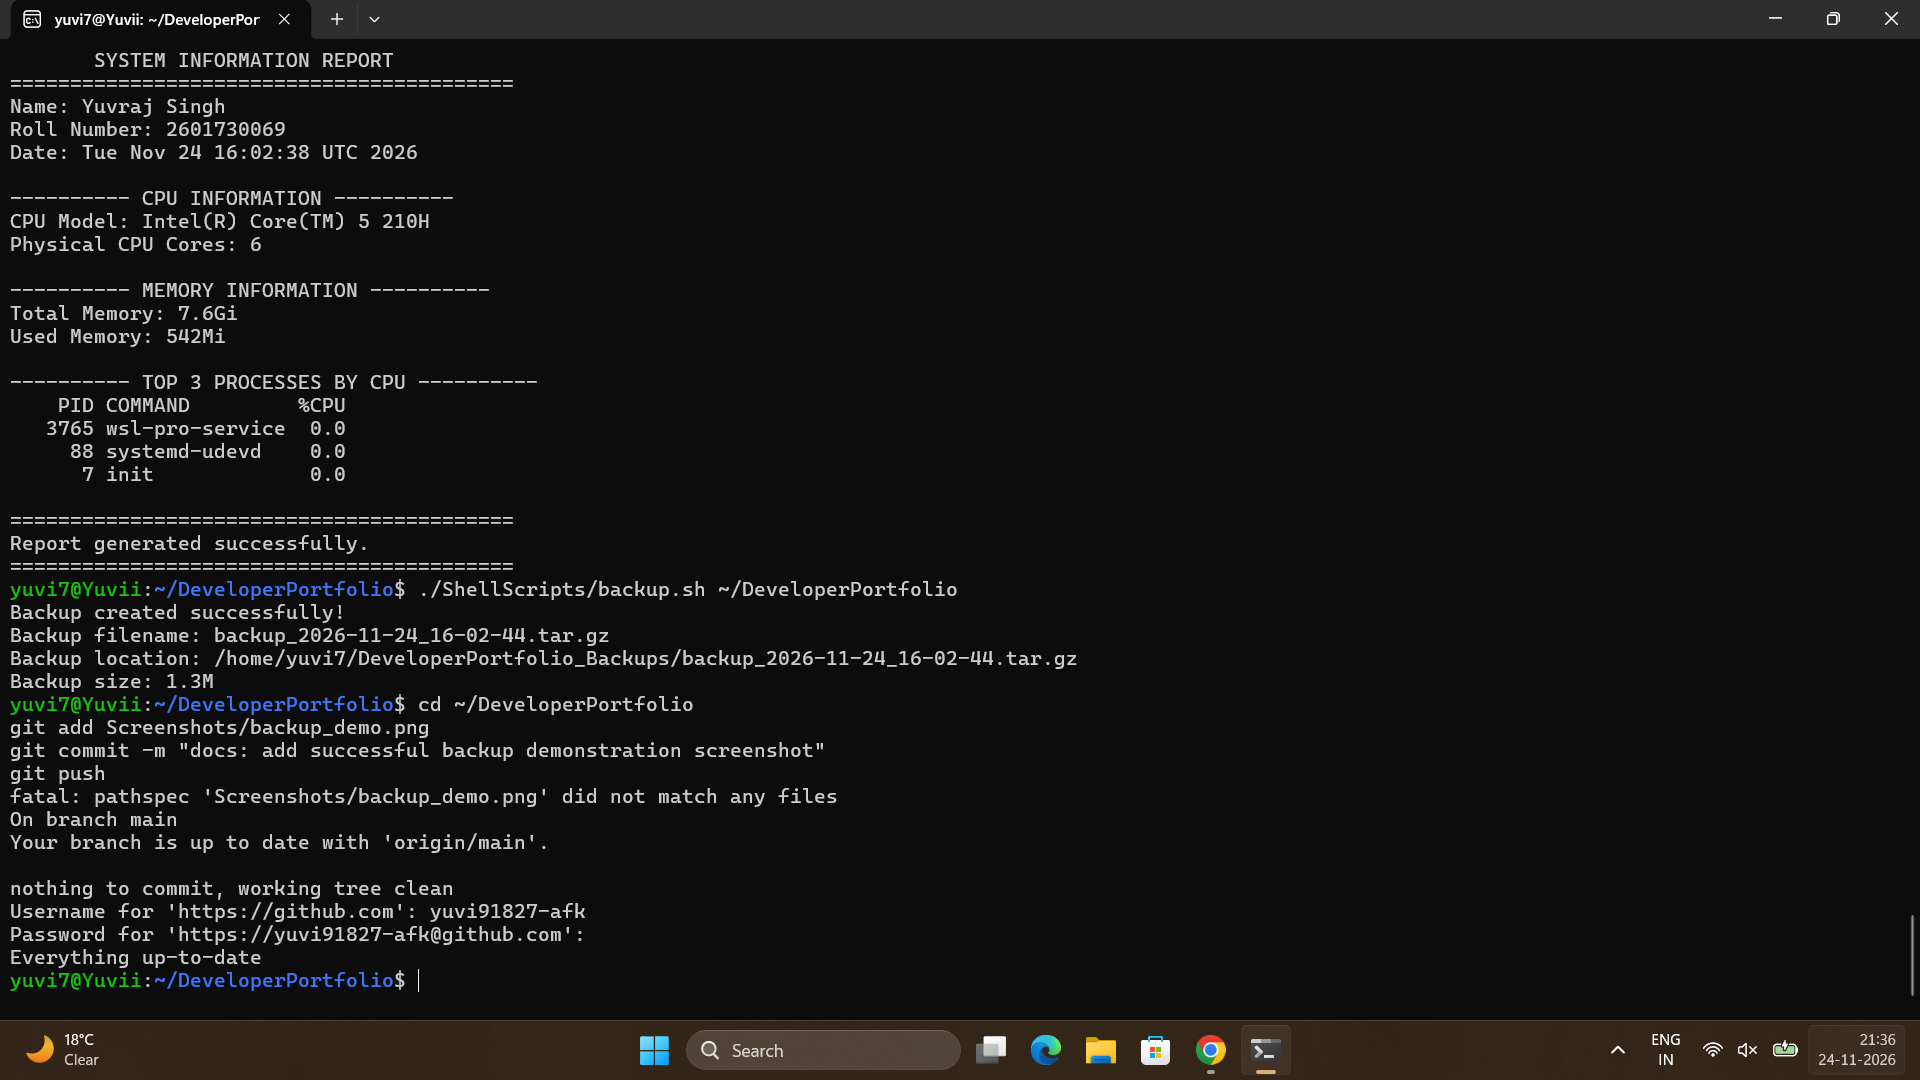 yuvi7@Yuvii: ~/DeveloperPor
SYSTEM INFORMATION REPORT
==========================================
Name: Yuvraj Singh
Roll Number: 2601730069
Date: Tue Nov 24 16:02:38 UTC 2026
---------- CPU INFORMATION ----------
CPU Model: Intel(R) Core(TM) 5 210H
Physical CPU Cores: 6
---------- MEMORY INFORMATION ----------
Total Memory: 7.6Gi
Used Memory: 542Mi
---------- TOP 3 PROCESSES BY CPU ----------
PID COMMAND %CPU
3765 wsl-pro-service 0.0
88 systemd-udevd 0.0
7 init 0.0
==========================================
Report generated successfully.
==========================================
yuvi7@Yuvii:~/DeveloperPortfolio$ ./ShellScripts/backup.sh ~/DeveloperPortfolio
Backup created successfully!
Backup filename: backup_2026-11-24_16-02-44.tar.gz
Backup location: /home/yuvi7/DeveloperPortfolio_Backups/backup_2026-11-24_16-02-44.tar.gz
Backup size: 1.3M
yuvi7@Yuvii:~/DeveloperPortfolio$ cd ~/DeveloperPortfolio
git add Screenshots/backup_demo.png
git commit -m "docs: add successful backup demonstration screenshot"
git push
fatal: pathspec 'Screenshots/backup_demo.png' did not match any files
On branch main
Your branch is up to date with 'origin/main'.
nothing to commit, working tree clean
Username for 'https://github.com': yuvi91827-afk
Password for 'https://yuvi91827-afk@github.com':
Everything up-to-date
yuvi7@Yuvii:~/DeveloperPortfolio$
18°C
Clear
Search
ENG
IN
21:36
24-11-2026